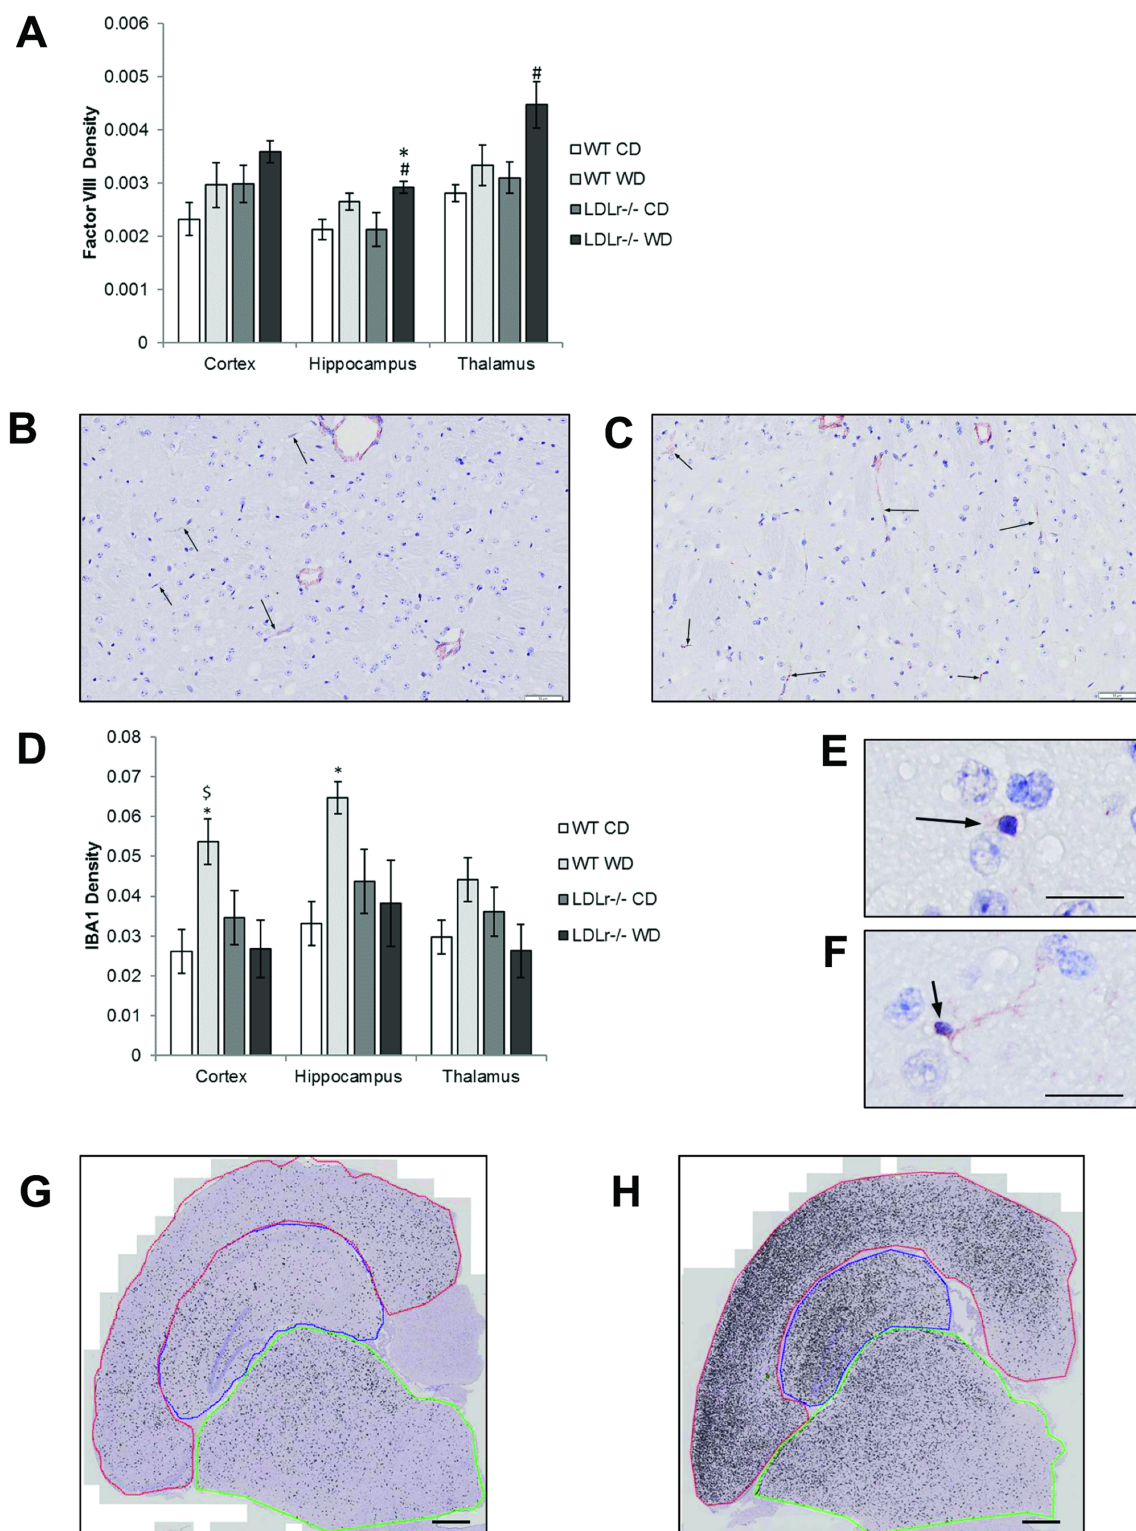 A
0.006
0.005
0.004
0.003
0.002
0.001
0
Factor VIII Density
#
*
#
Cortex
Hippocampus
Thalamus
WT CD
WT WD
LDLr-/- CD
LDLr-/- WD
B
C
D
0.08
0.07
0.06
0.05
0.04
0.03
0.02
0.01
0
IBA1 Density
$
*
*
Cortex
Hippocampus
Thalamus
WT CD
WT WD
LDLr-/- CD
LDLr-/- WD
E
F
G
H